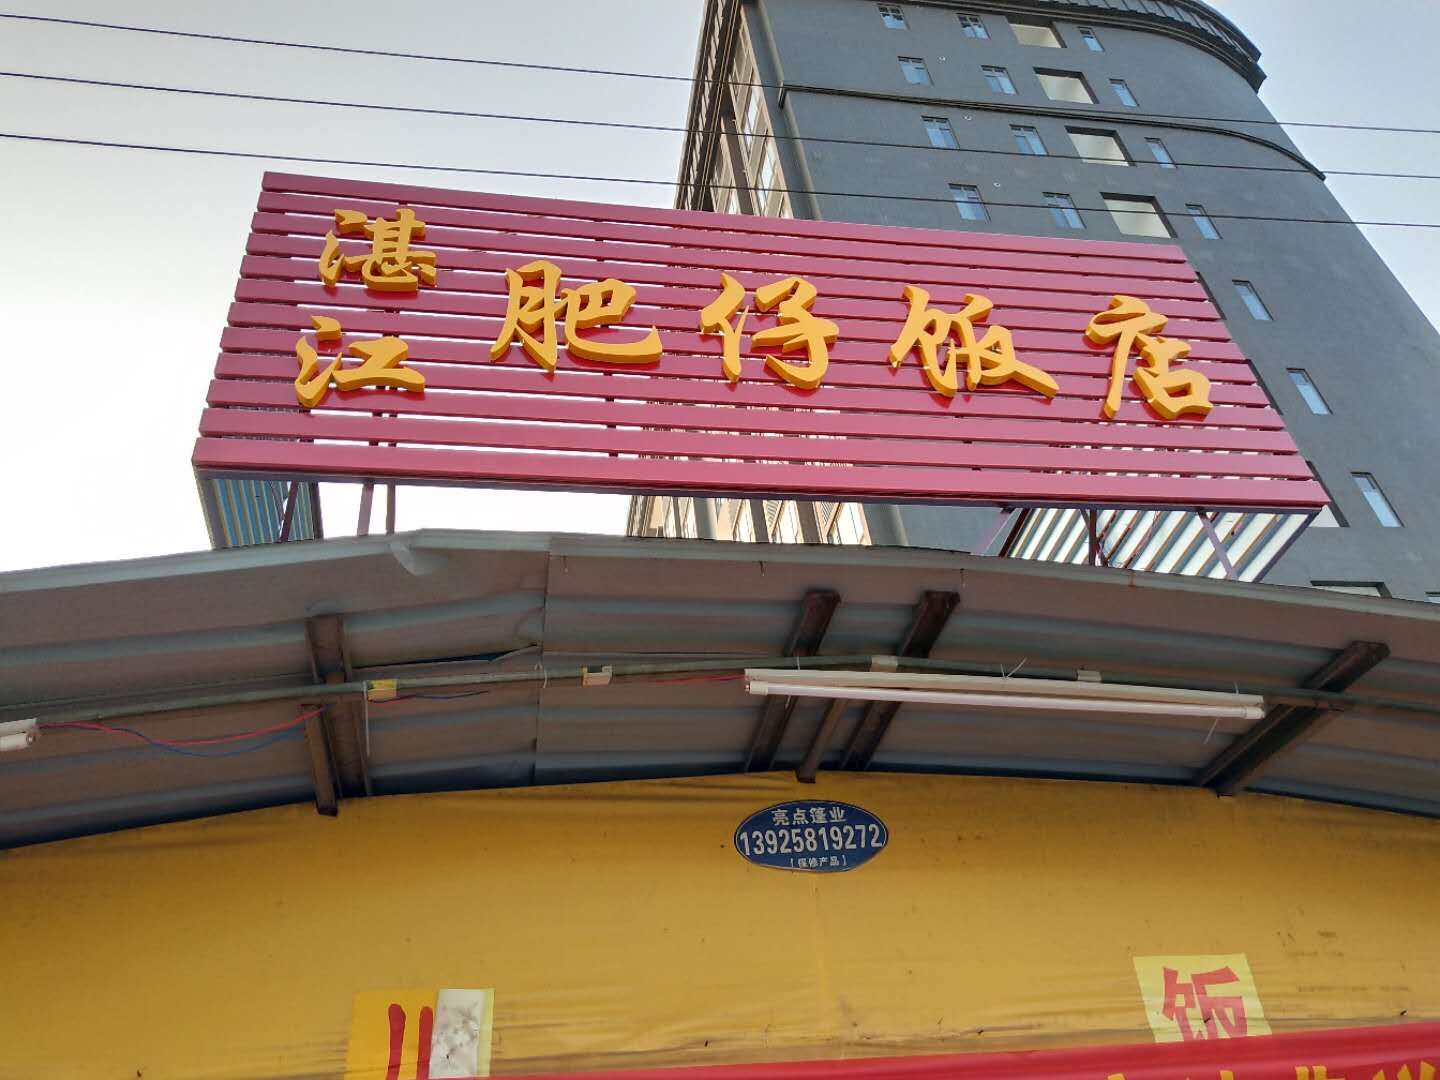 湛江
肥仔饭店
亮点篷业
13925819272
【保修产品】
饭